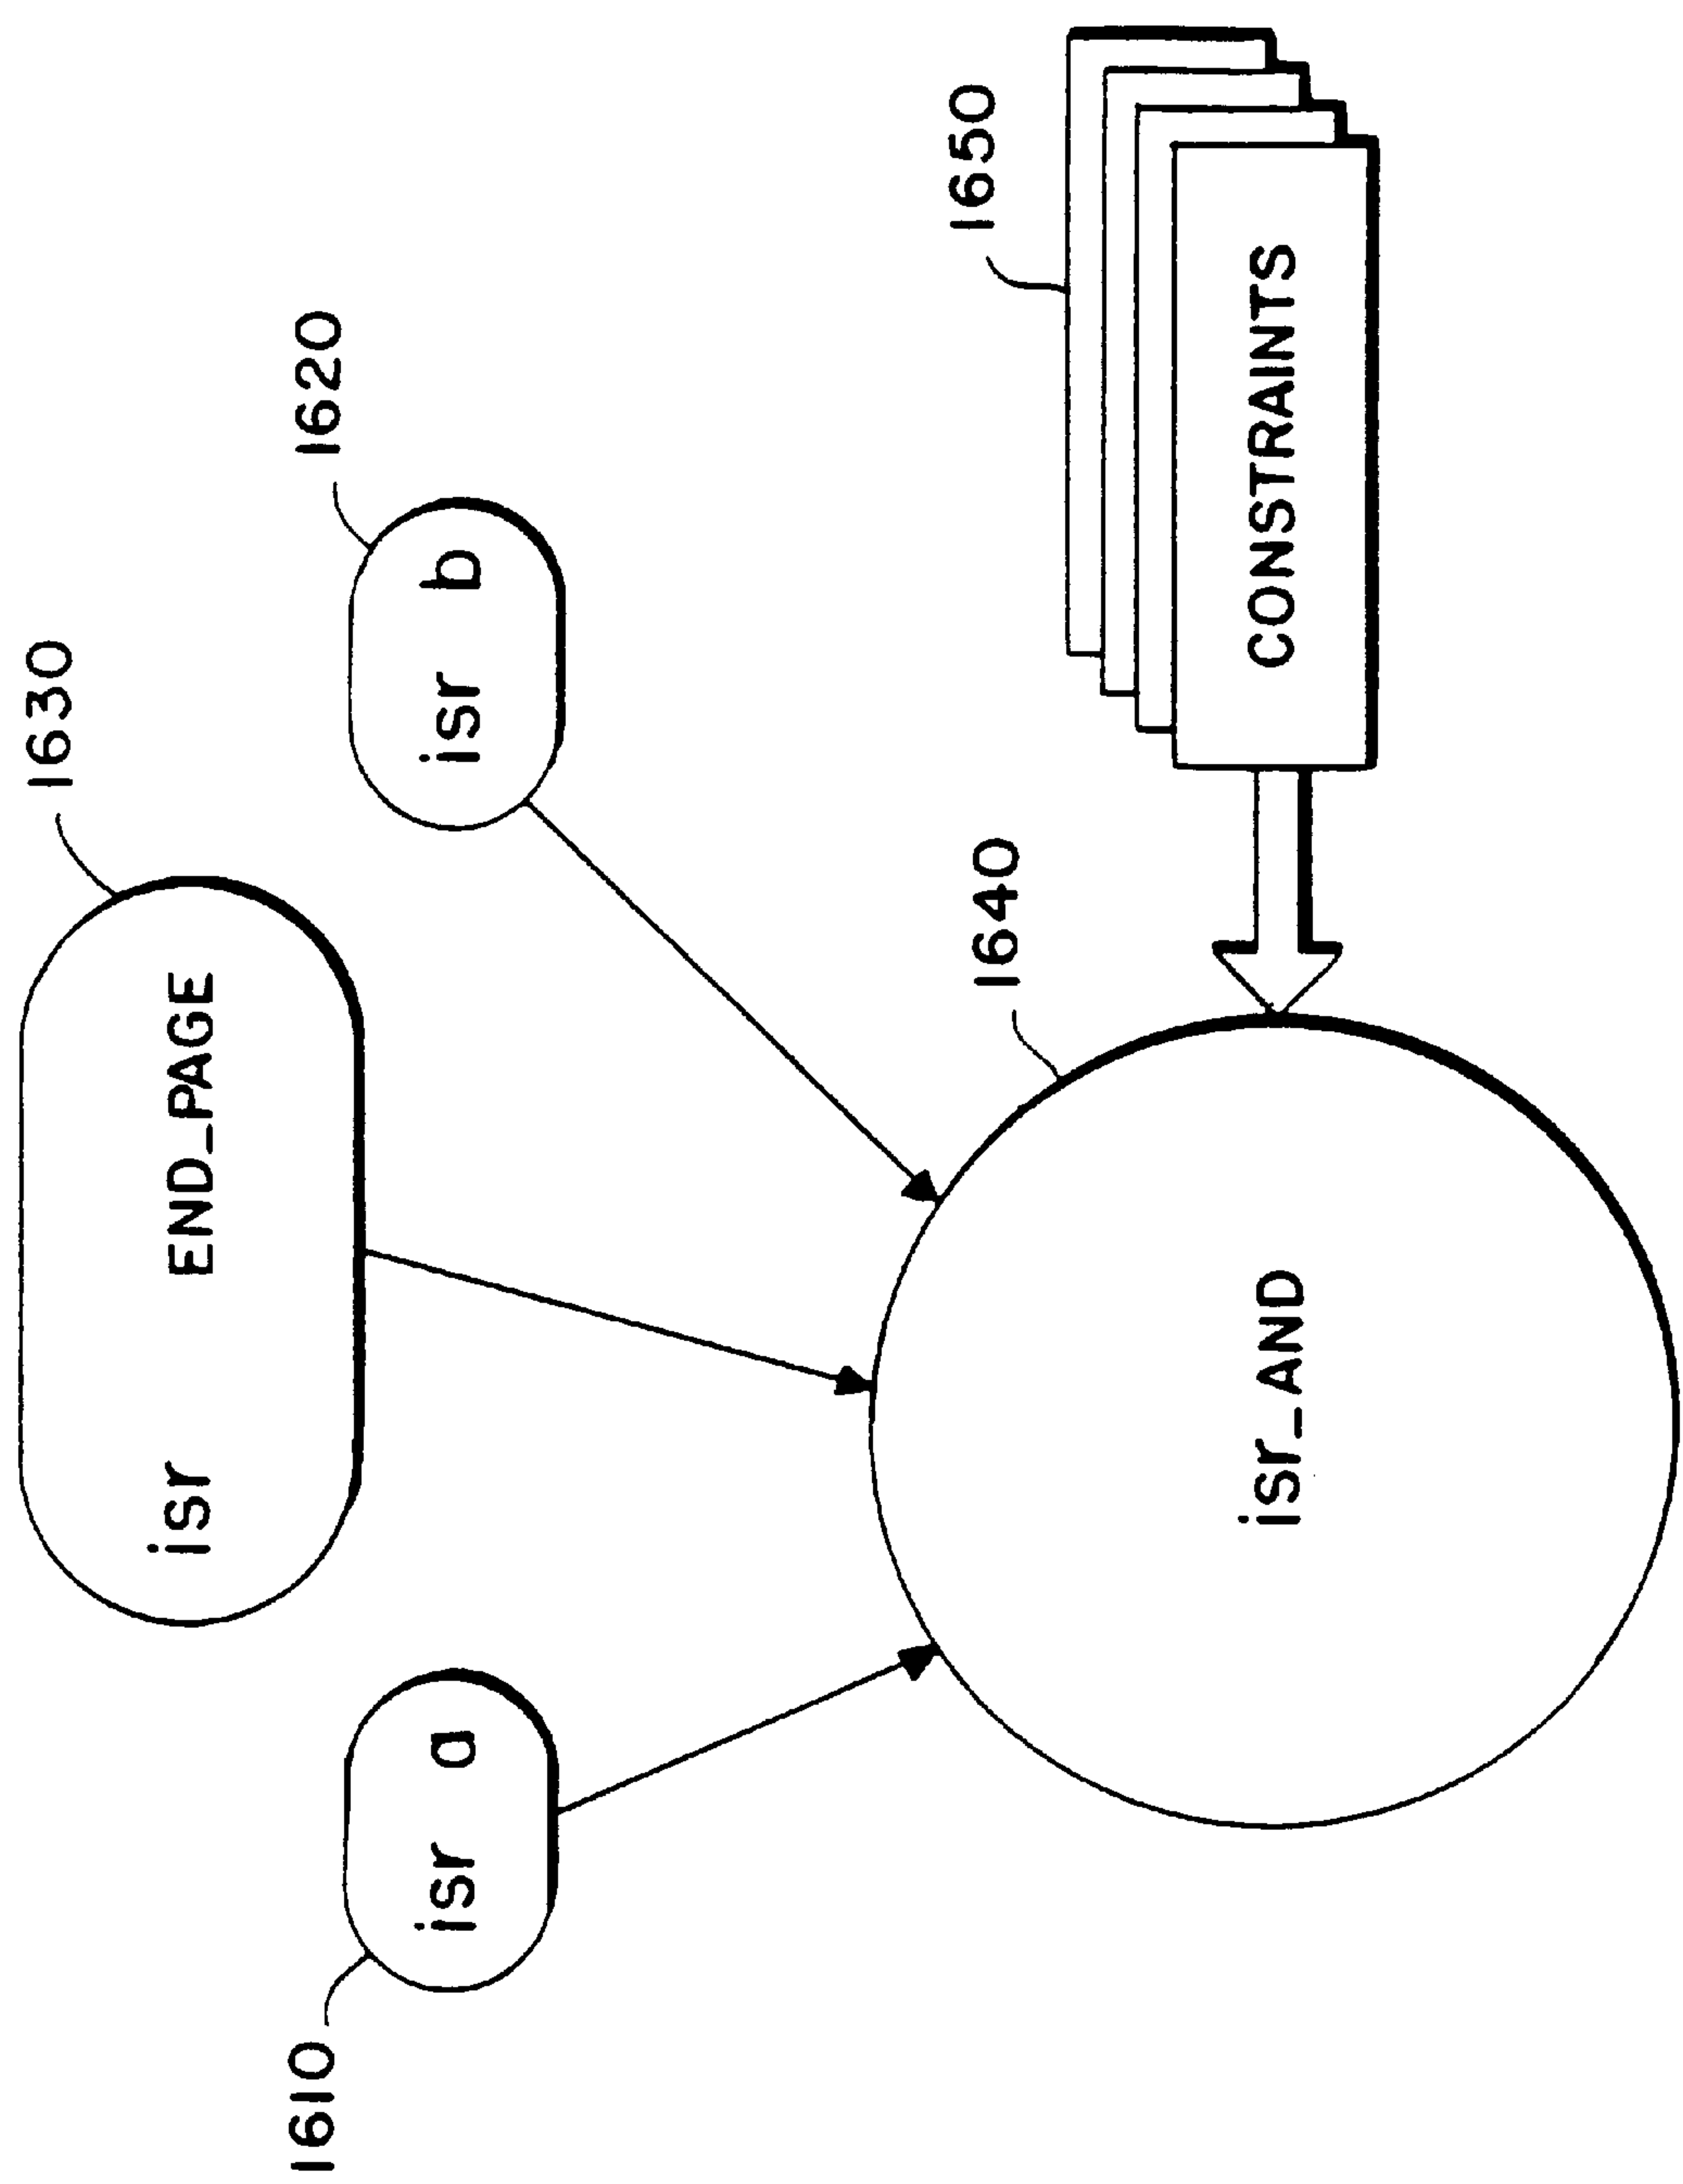 1630
isr END_PAGE
1620
isr b
1610
isr a
1640
isr_AND
1650
CONSTRAINTS